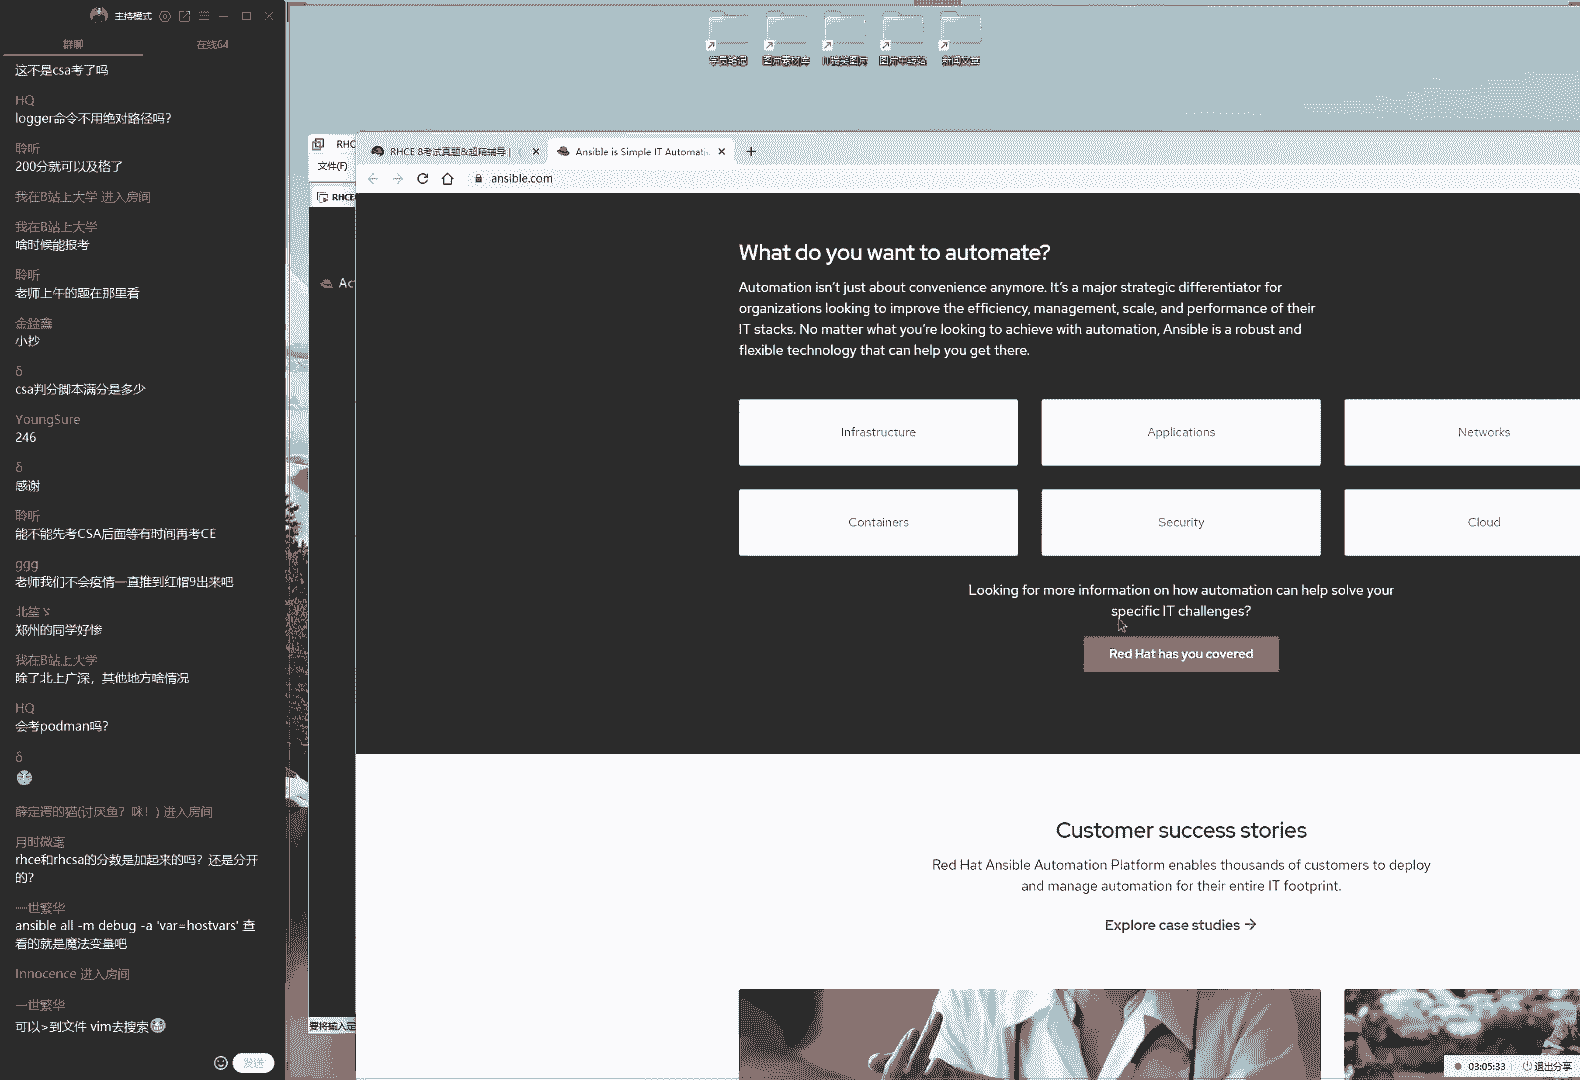 主持模式
群聊
在线64
这不是csa考了吗
HQ
logger命令不用绝对路径吗?
聆听
200分就可以及格了
我在B站上大学 进入房间
我在B站上大学
啥时候能报考
聆听
老师上午的题在那里看
金鎹鑫
小抄
δ
csa判分脚本满分是多少
YoungSure
246
δ
感谢
聆听
能不能先考CSA后面等有时间再考CE
ggg
老师我们不会疫情一直推到红帽9出来吧
北笙ゞ
郑州的同学好惨
我在B站上大学
除了北上广深，其他地方啥情况
HQ
会考podman吗?
δ
薛定谔的猫(讨厌鱼？咪！) 进入房间
月时微毫
rhce和rhcsa的分数是加起来的吗？还是分开
的?
一世繁华
ansible all -m debug -a 'var=hostvars' 查
看的就是魔法变量吧
Innocence 进入房间
一世繁华
可以>到文件 vim去搜索
发送
学员笔记
图片素材库
IT搞笑图库
图片中转站
新闻文章
RHC
文件(F)
RHCE
Ac
要将输入定
RHCE 8考试真题&超精辅导 |
Ansible is Simple IT Automati
ansible.com
What do you want to automate?
Automation isn't just about convenience anymore. It's a major strategic differentiator for
organizations looking to improve the efficiency, management, scale, and performance of their
IT stacks. No matter what you're looking to achieve with automation, Ansible is a robust and
flexible technology that can help you get there.
Infrastructure
Applications
Networks
Containers
Security
Cloud
Looking for more information on how automation can help solve your
specific IT challenges?
Red Hat has you covered
Customer success stories
Red Hat Ansible Automation Platform enables thousands of customers to deploy
and manage automation for their entire IT footprint.
Explore case studies →
03:05:33
退出分享